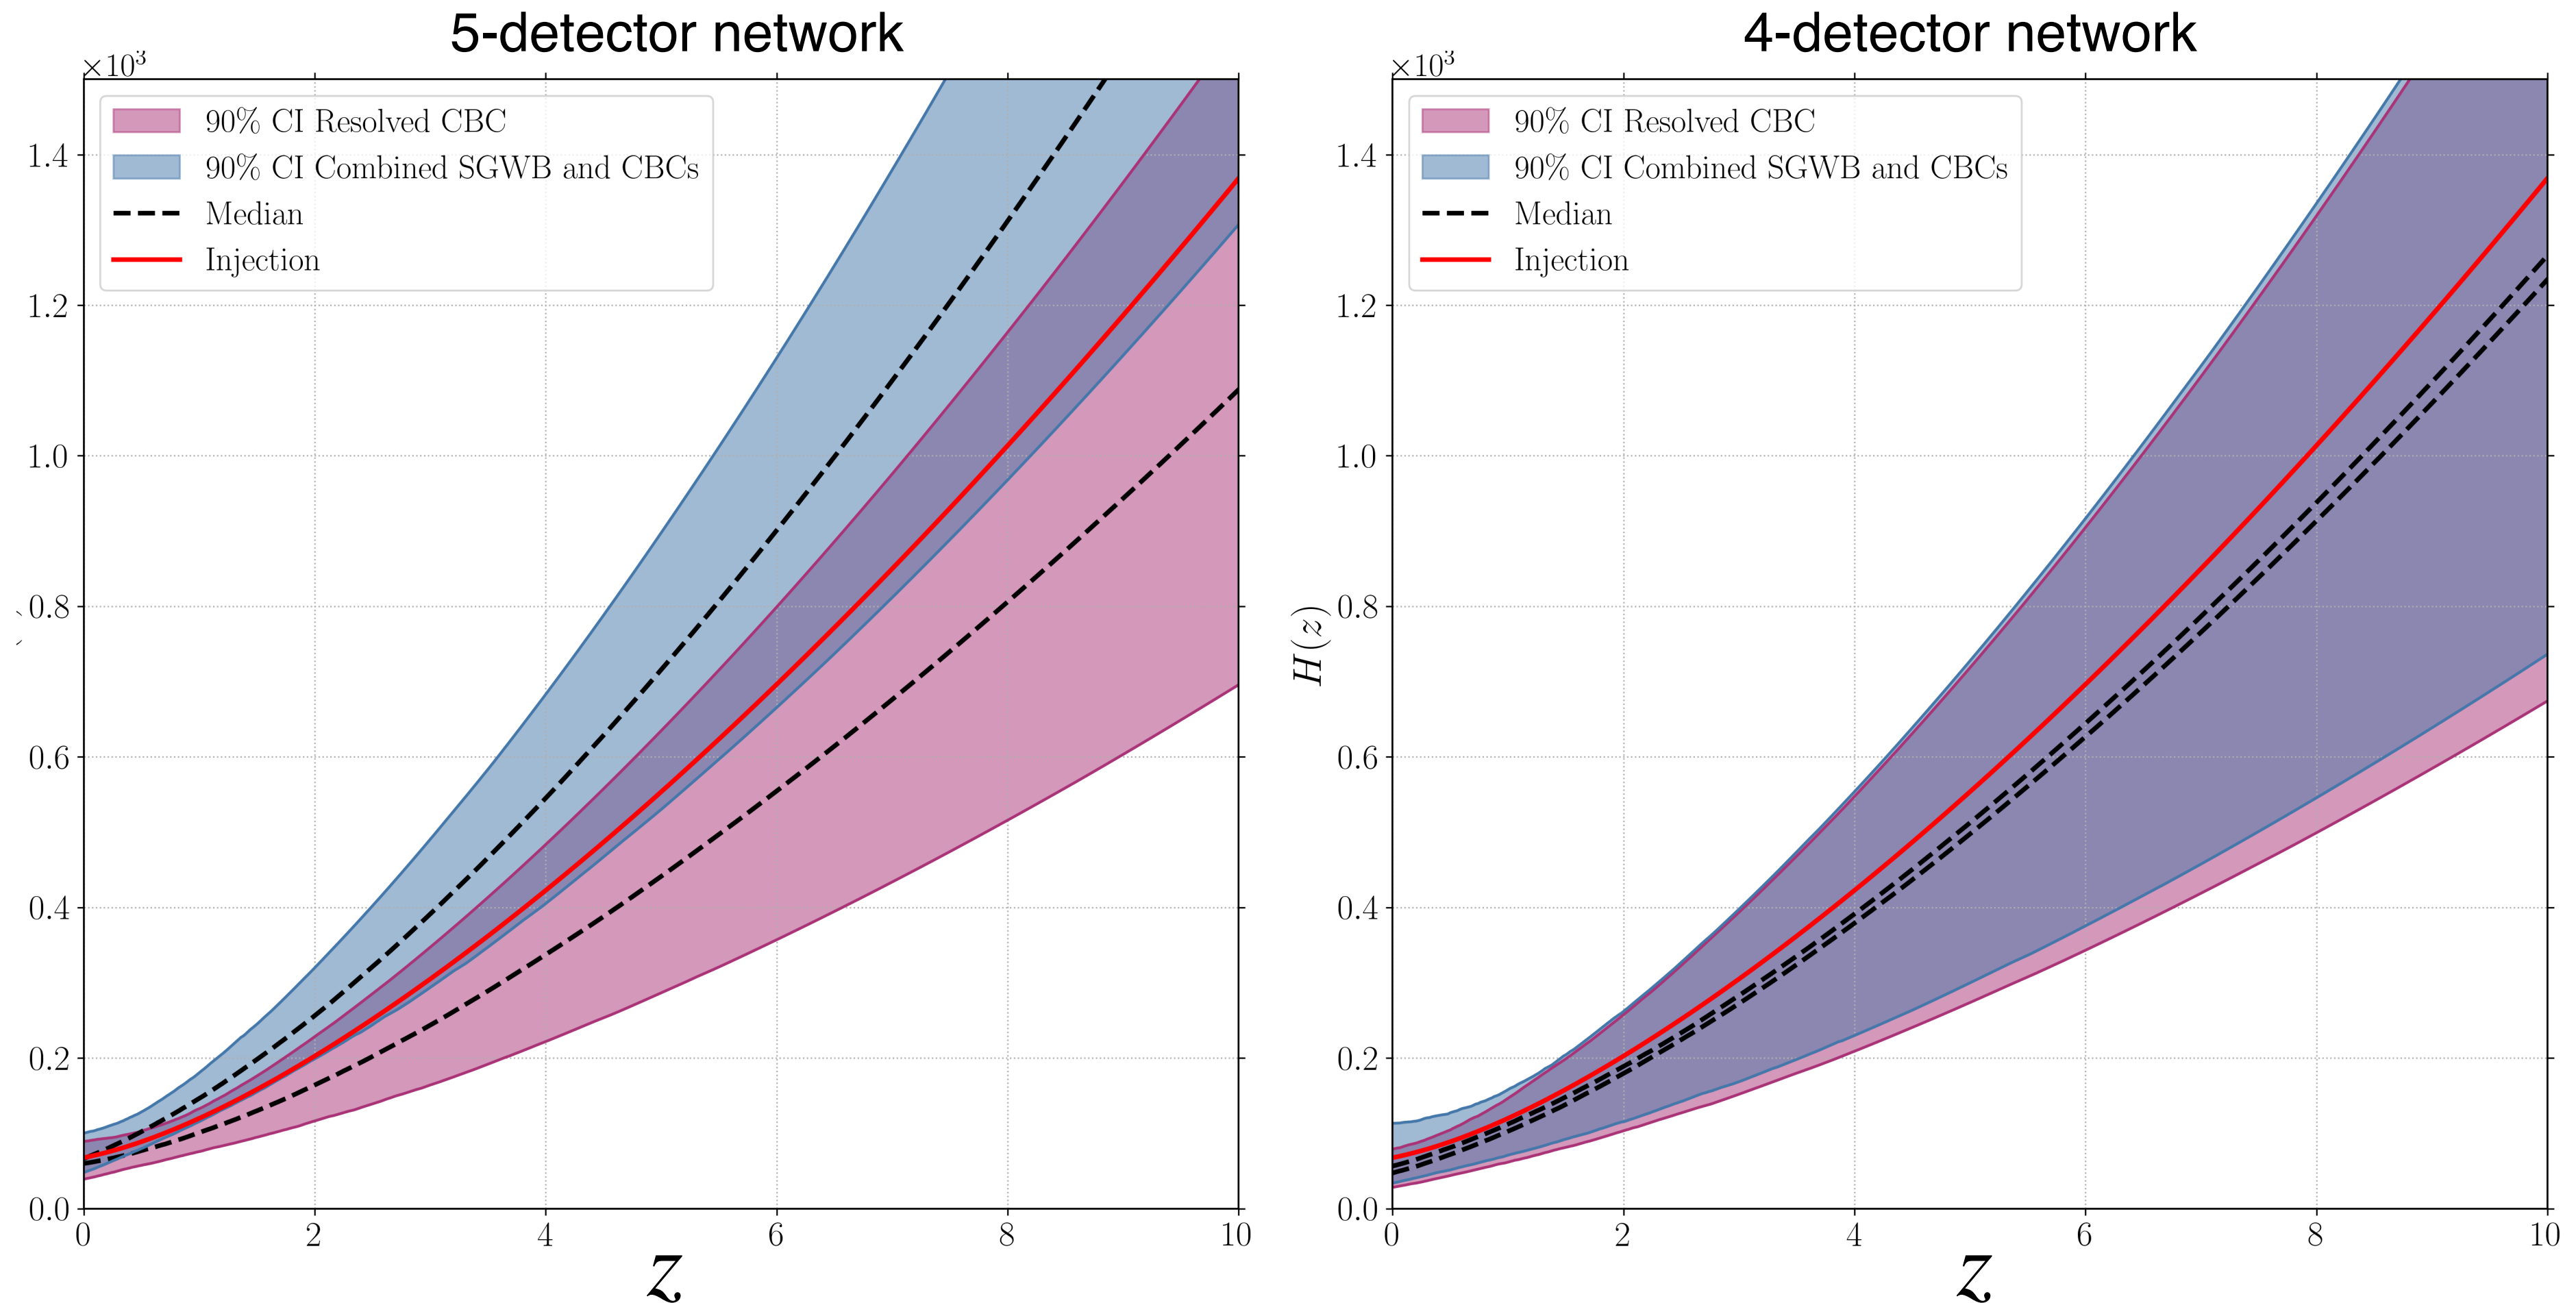 5-detector network
×10³
90% CI Resolved CBC
90% CI Combined SGWB and CBCs
Median
Injection
1.4
1.2
1.0
0.8
0.6
0.4
0.2
0.0
0 2 4 6 8 10
z
4-detector network
×10³
90% CI Resolved CBC
90% CI Combined SGWB and CBCs
Median
Injection
H(z)
1.4
1.2
1.0
0.8
0.6
0.4
0.2
0.0
0 2 4 6 8 10
z